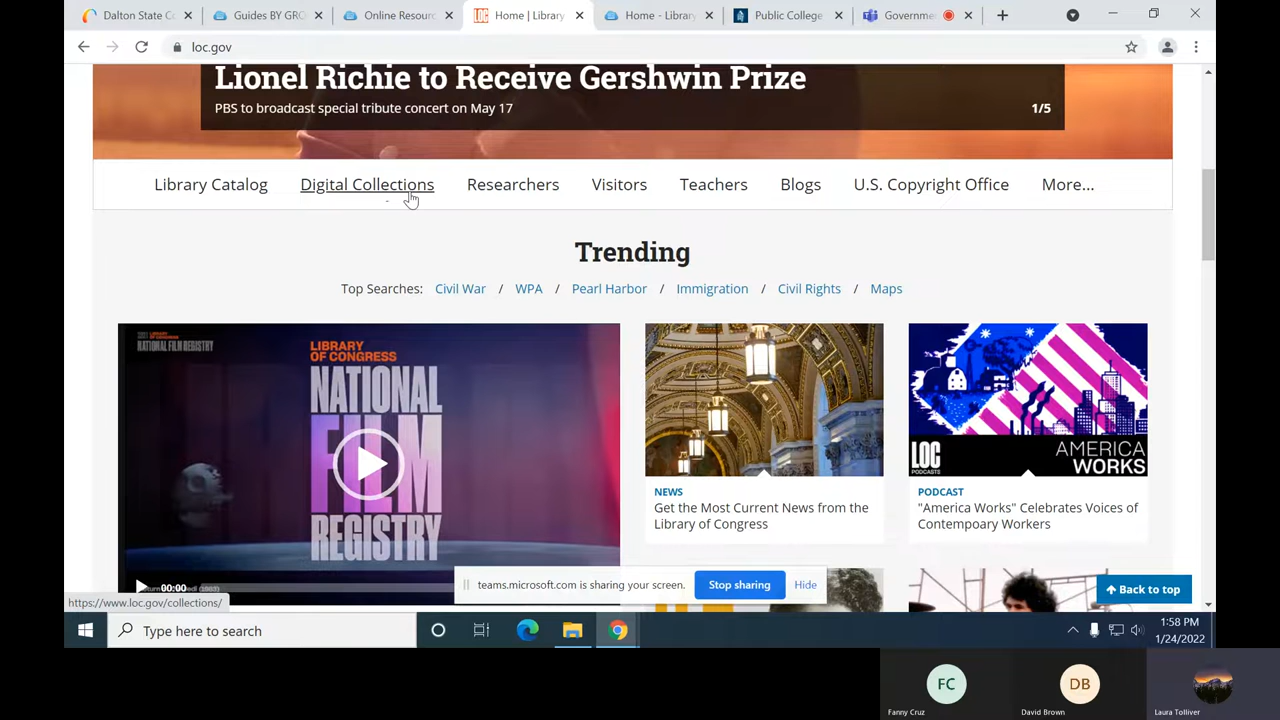 Dalton State Co
Guides BY GRO
Online Resourc
Home | Library
Home - Library
Public College
Governme
loc.gov
Lionel Richie to Receive Gershwin Prize
PBS to broadcast special tribute concert on May 17
1/5
Library Catalog
Digital Collections
Researchers
Visitors
Teachers
Blogs
U.S. Copyright Office
More...
Trending
Top Searches: Civil War / WPA / Pearl Harbor / Immigration / Civil Rights / Maps
LIBRARY OF CONGRESS
NATIONAL FILM REGISTRY
LIBRARY
OF CONGRESS
NATIONAL
FILM
REGISTRY
00:00
NEWS
Get the Most Current News from the
Library of Congress
LOC
PODCASTS
AMERICA
WORKS
PODCAST
"America Works" Celebrates Voices of
Contempoary Workers
teams.microsoft.com is sharing your screen.
Stop sharing
Hide
Back to top
https://www.loc.gov/collections/
Type here to search
1:58 PM
1/24/2022
FC
Fanny Cruz
DB
David Brown
Laura Tolliver